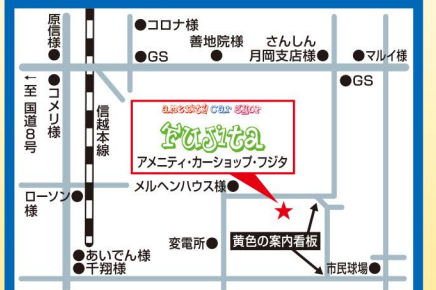 原信様
●コロナ様
善地院様
●
さんしん
月岡支店様●
●マルイ様
●GS
●GS
←至 国道8号
●コメリ様
信越本線
amenity car shop
Fujita
アメニティ・カーショップ・フジタ
メルヘンハウス様●
ローソン●
様
★
変電所●
黄色の案内看板
●あいでん様
●千翔様
市民球場●